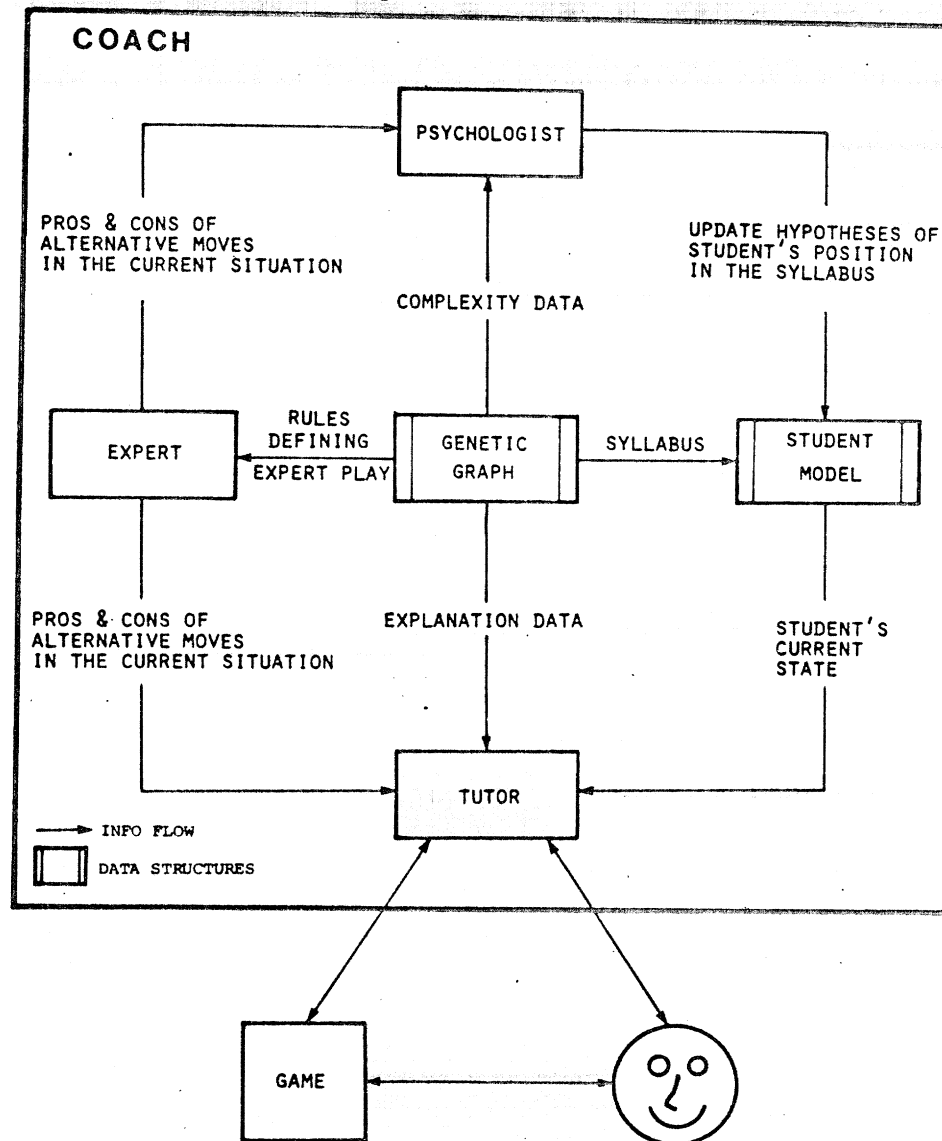 COACH
PSYCHOLOGIST
PROS & CONS OF
ALTERNATIVE MOVES
IN THE CURRENT SITUATION
UPDATE HYPOTHESES OF
STUDENT'S POSITION
IN THE SYLLABUS
COMPLEXITY DATA
EXPERT
RULES
DEFINING
EXPERT PLAY
GENETIC
GRAPH
SYLLABUS
STUDENT
MODEL
PROS & CONS OF
ALTERNATIVE MOVES
IN THE CURRENT SITUATION
EXPLANATION DATA
STUDENT'S
CURRENT
STATE
TUTOR
INFO FLOW
DATA STRUCTURES
GAME